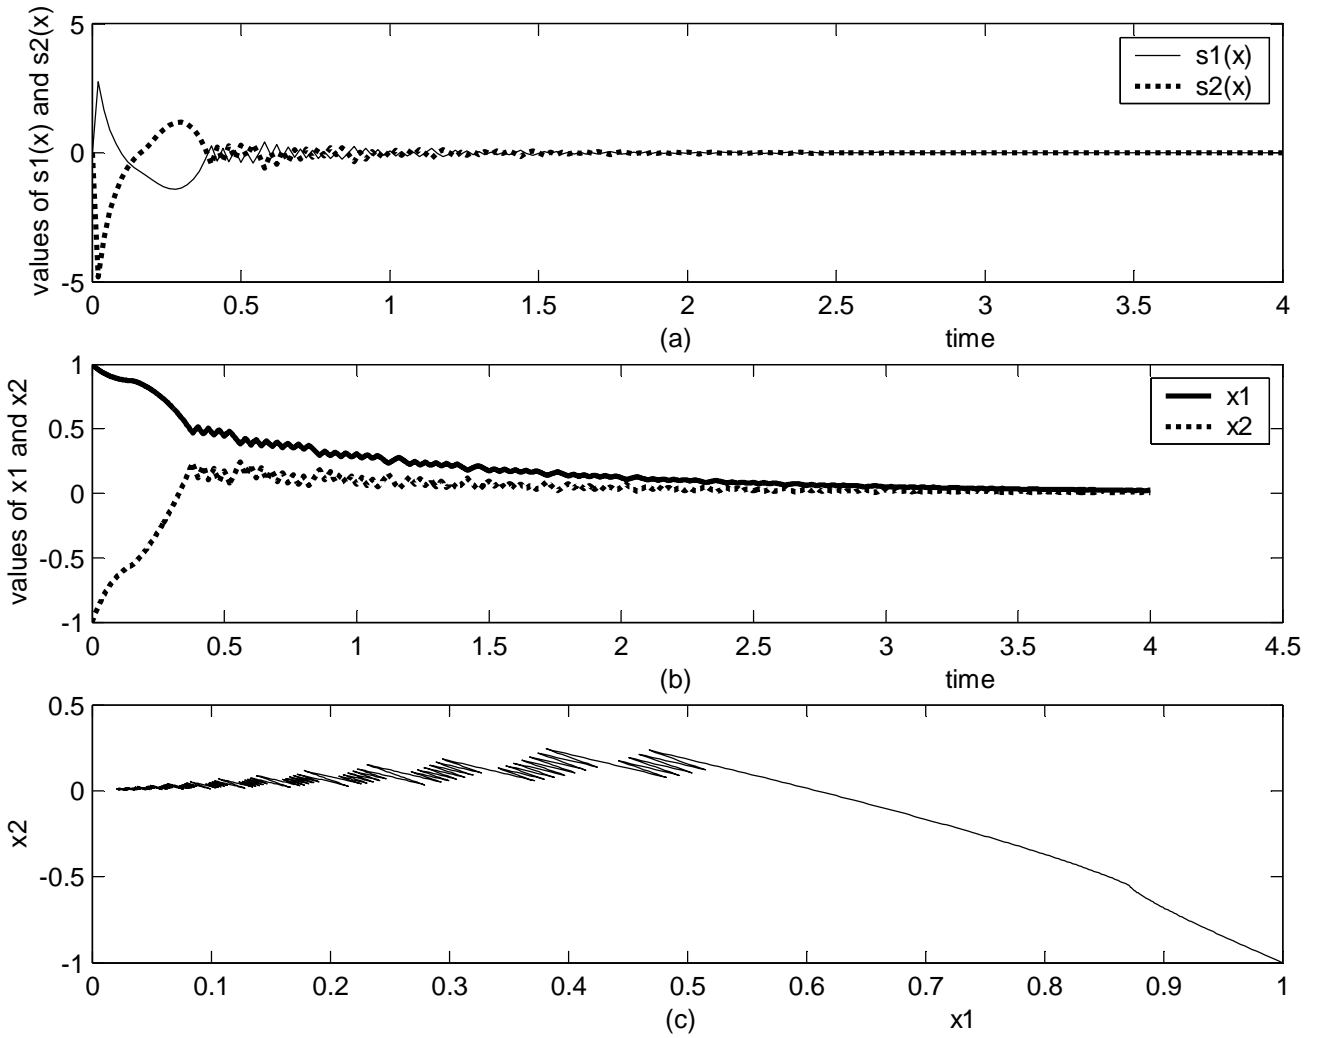 values of s1(x) and s2(x)
5
0
-5
s1(x)
s2(x)
0 0.5 1 1.5 2 2.5 3 3.5 4
(a) time
values of x1 and x2
1
0.5
0
-0.5
-1
x1
x2
0 0.5 1 1.5 2 2.5 3 3.5 4 4.5
(b) time
x2
0.5
0
-0.5
-1
0 0.1 0.2 0.3 0.4 0.5 0.6 0.7 0.8 0.9 1
(c) x1